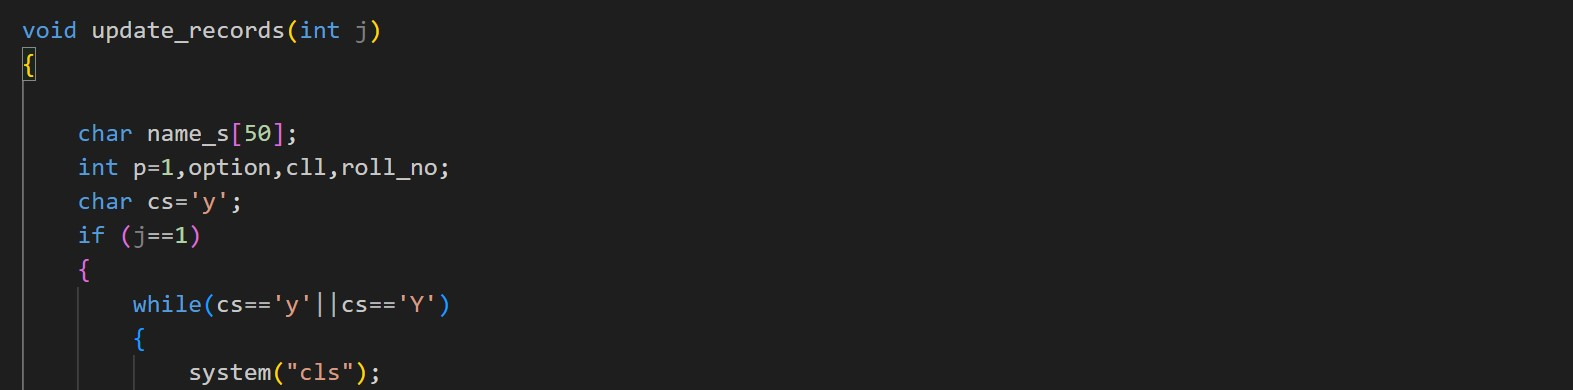 void update_records(int j)
{
char name_s[50];
int p=1,option,cll,roll_no;
char cs='y';
if (j==1)
{
while(cs=='y'||cs=='Y')
{
system("cls");